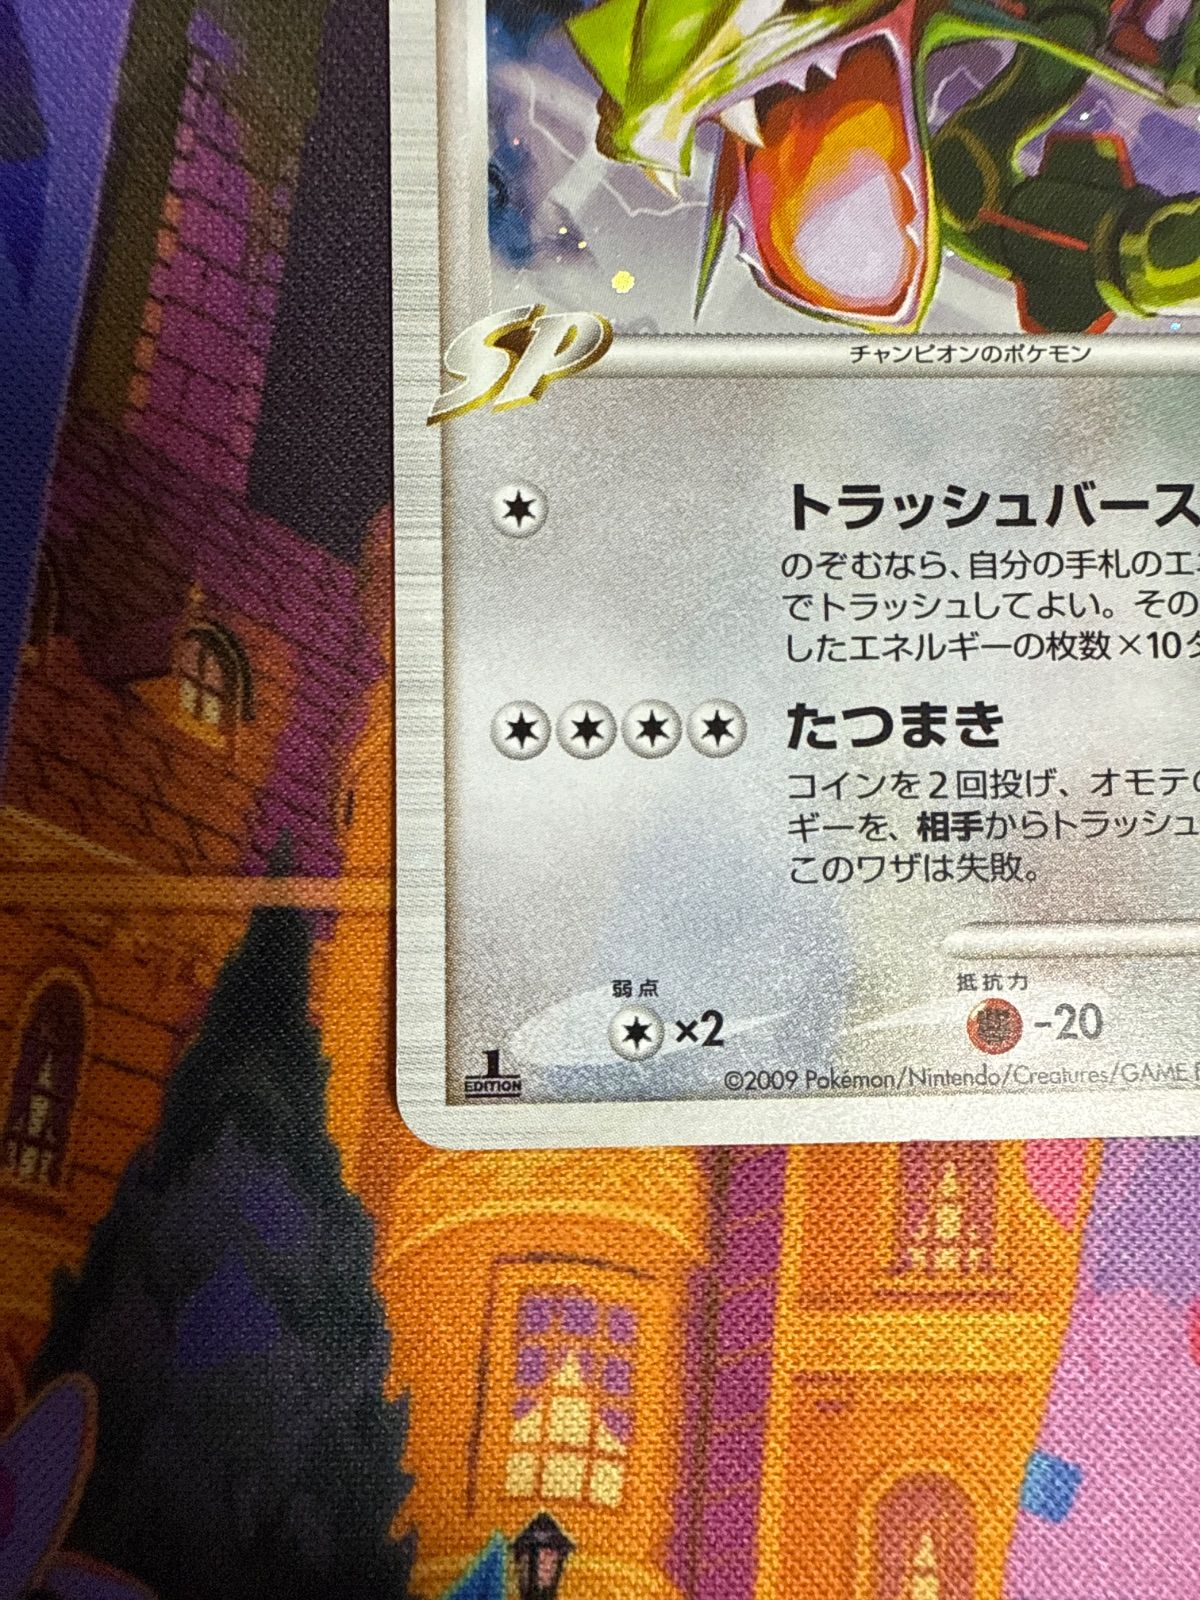 SP
チャンピオンのポケモン
トラッシュバース
のぞむなら、自分の手札のエ
でトラッシュしてよい。その
したエネルギーの枚数×10
たつまき
コインを2回投げ、オモテ
ギーを、相手からトラッシュ
このワザは失敗。
弱点
×2
抵抗力
-20
1
EDITION
©2009 Pokémon/Nintendo/Creatures/GAME